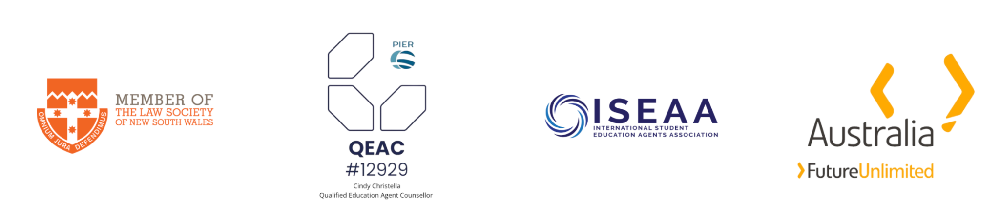 OMNIUM JURA DEFENDIMUS
MEMBER OF
THE LAW SOCIETY
OF NEW SOUTH WALES
PIER
QEAC
#12929
Cindy Christella
Qualified Education Agent Counsellor
ISEAA
INTERNATIONAL STUDENT
EDUCATION AGENTS ASSOCIATION
Australia
FutureUnlimited